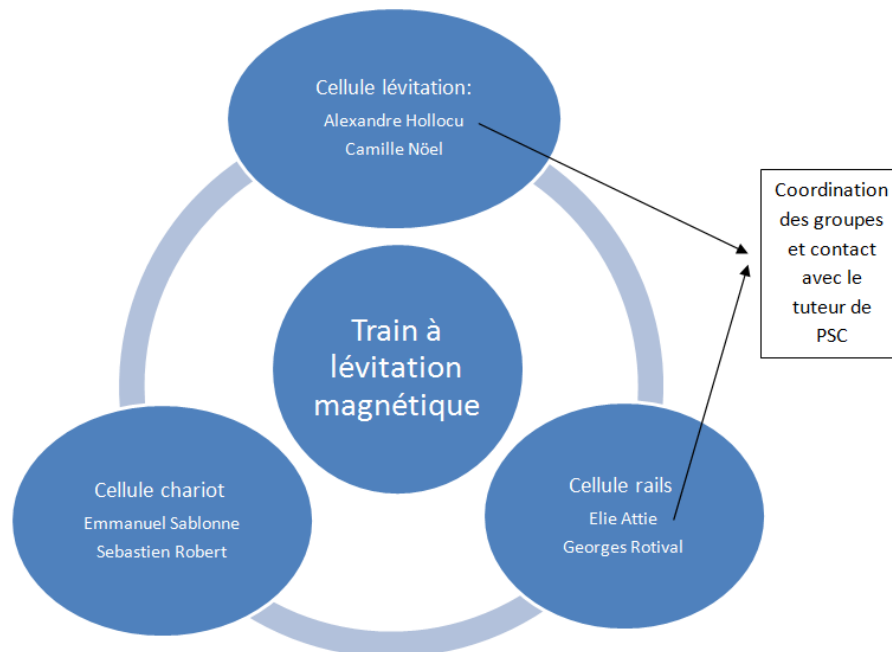 Cellule lévitation:
Alexandre Hollocu
Camille Nöel
Coordination
des groupes
et contact
avec le
tuteur de
PSC
Train à
lévitation
magnétique
Cellule chariot
Emmanuel Sablonne
Sebastien Robert
Cellule rails
Elie Attie
Georges Rotival